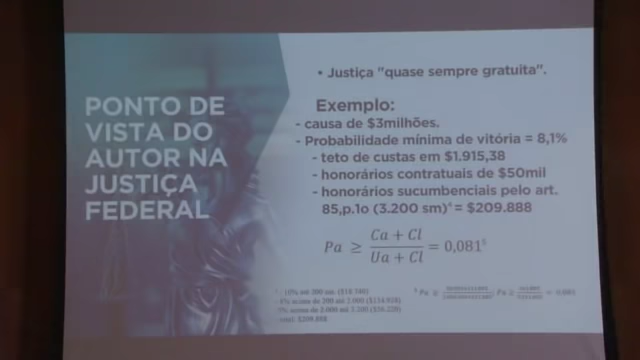 PONTO DE
VISTA DO
AUTOR NA
JUSTIÇA
FEDERAL
• Justiça "quase sempre gratuita".
Exemplo:
- causa de $3milhões.
- Probabilidade mínima de vitória = 8,1%
- teto de custas em $1.915,38
- honorários contratuais de $50mil
- honorários sucumbenciais pelo art.
85,p.1o (3.200 sm)⁴ = $209.888
Pa ≥ (Ca + Cl) / (Ua + Cl) = 0,081⁵